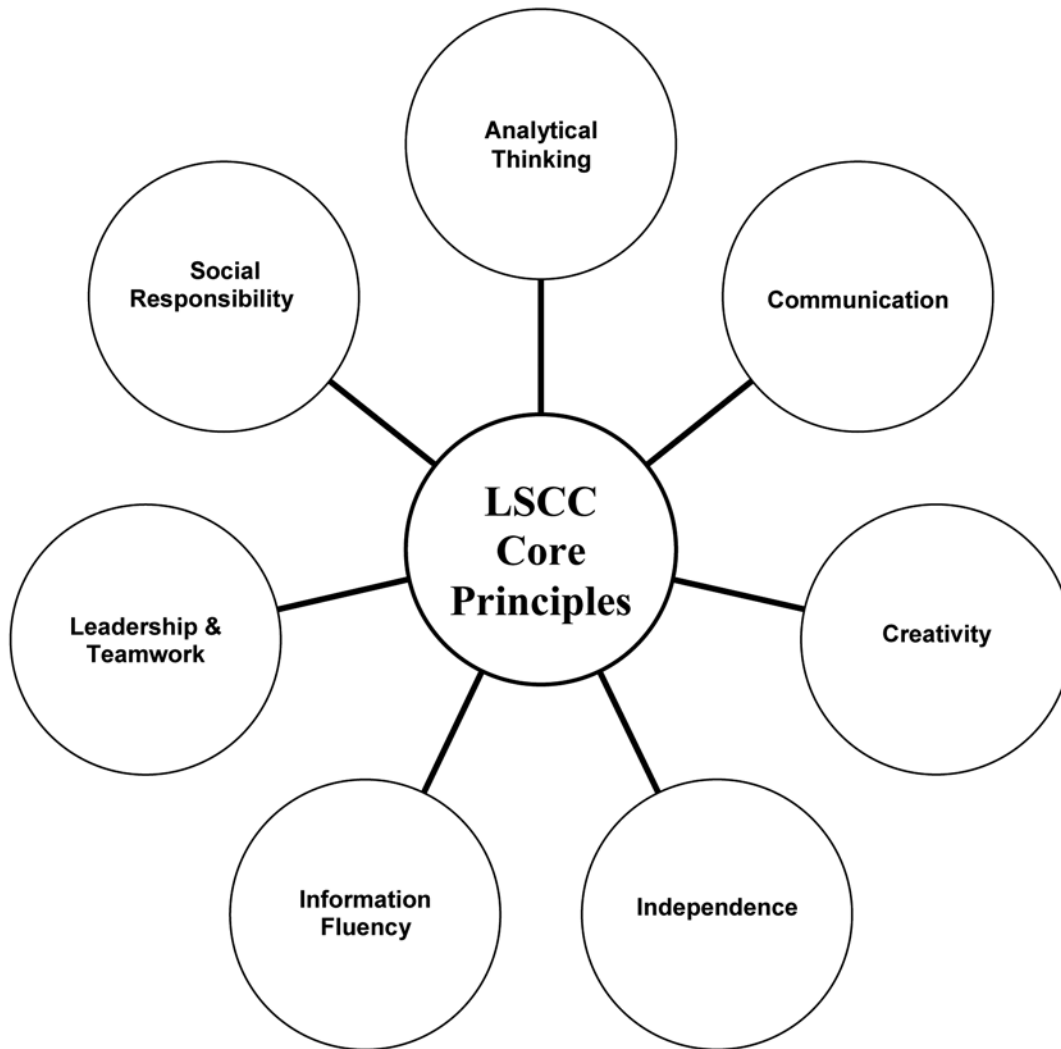 Analytical
Thinking
Communication
Creativity
Independence
Information
Fluency
Leadership &
Teamwork
Social
Responsibility
LSCC
Core
Principles